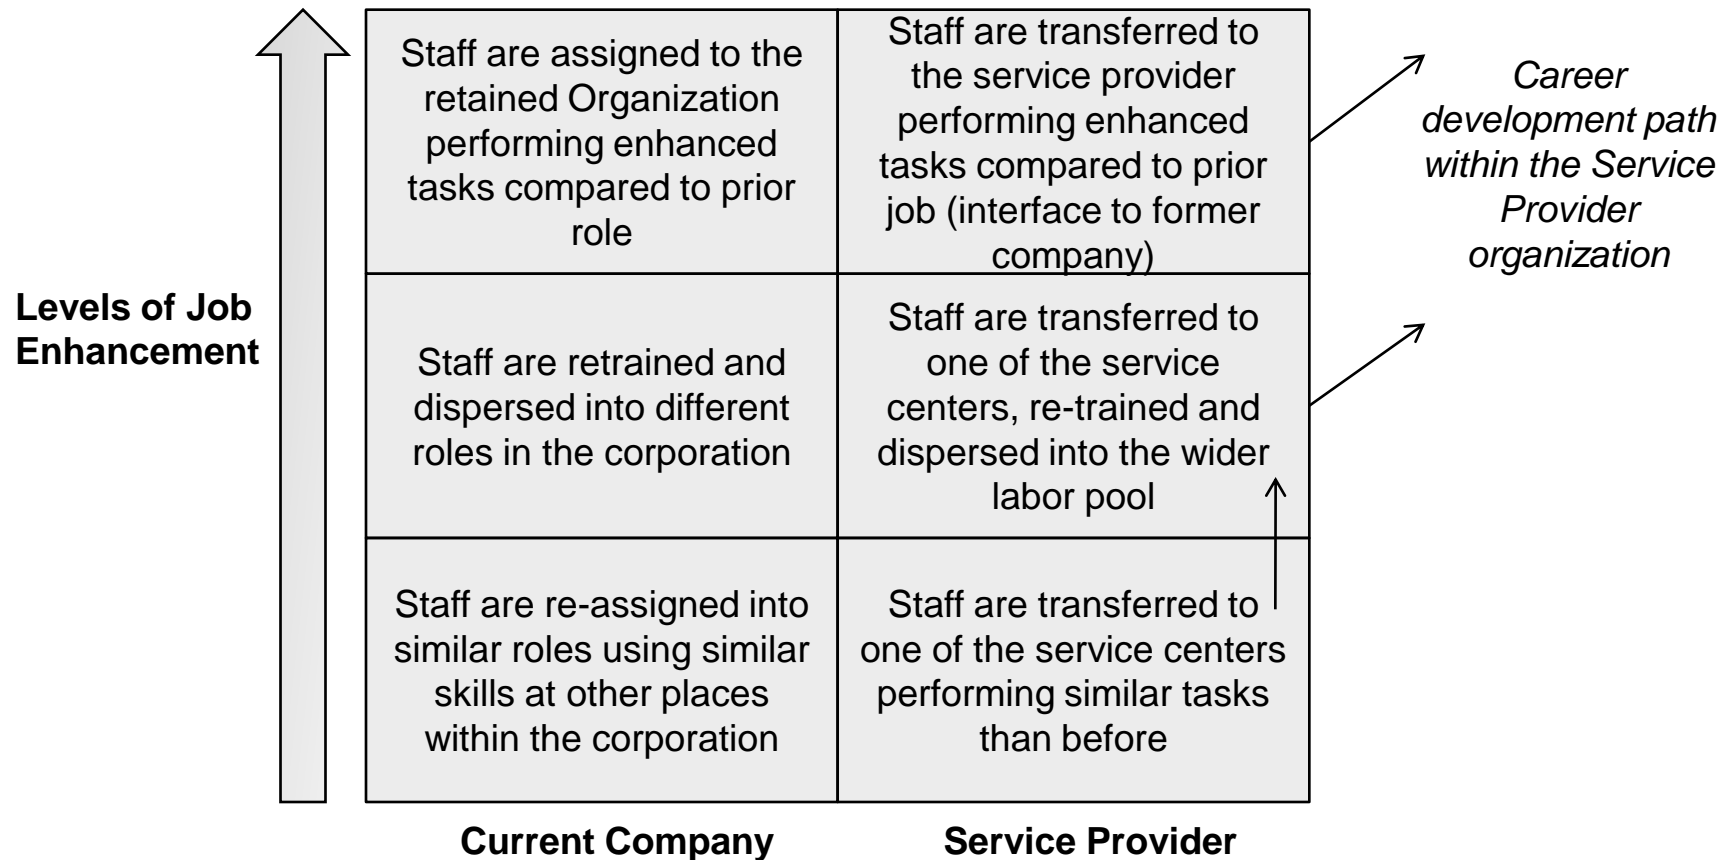 Staff are assigned to the
retained Organization
performing enhanced
tasks compared to prior
role
Staff are transferred to
the service provider
performing enhanced
tasks compared to prior
job (interface to former
company)
Career
development path
within the Service
Provider
organization
Levels of Job
Enhancement
Staff are retrained and
dispersed into different
roles in the corporation
Staff are transferred to
one of the service
centers, re-trained and
dispersed into the wider
labor pool
Staff are re-assigned into
similar roles using similar
skills at other places
within the corporation
Staff are transferred to
one of the service centers
performing similar tasks
than before
Current Company
Service Provider